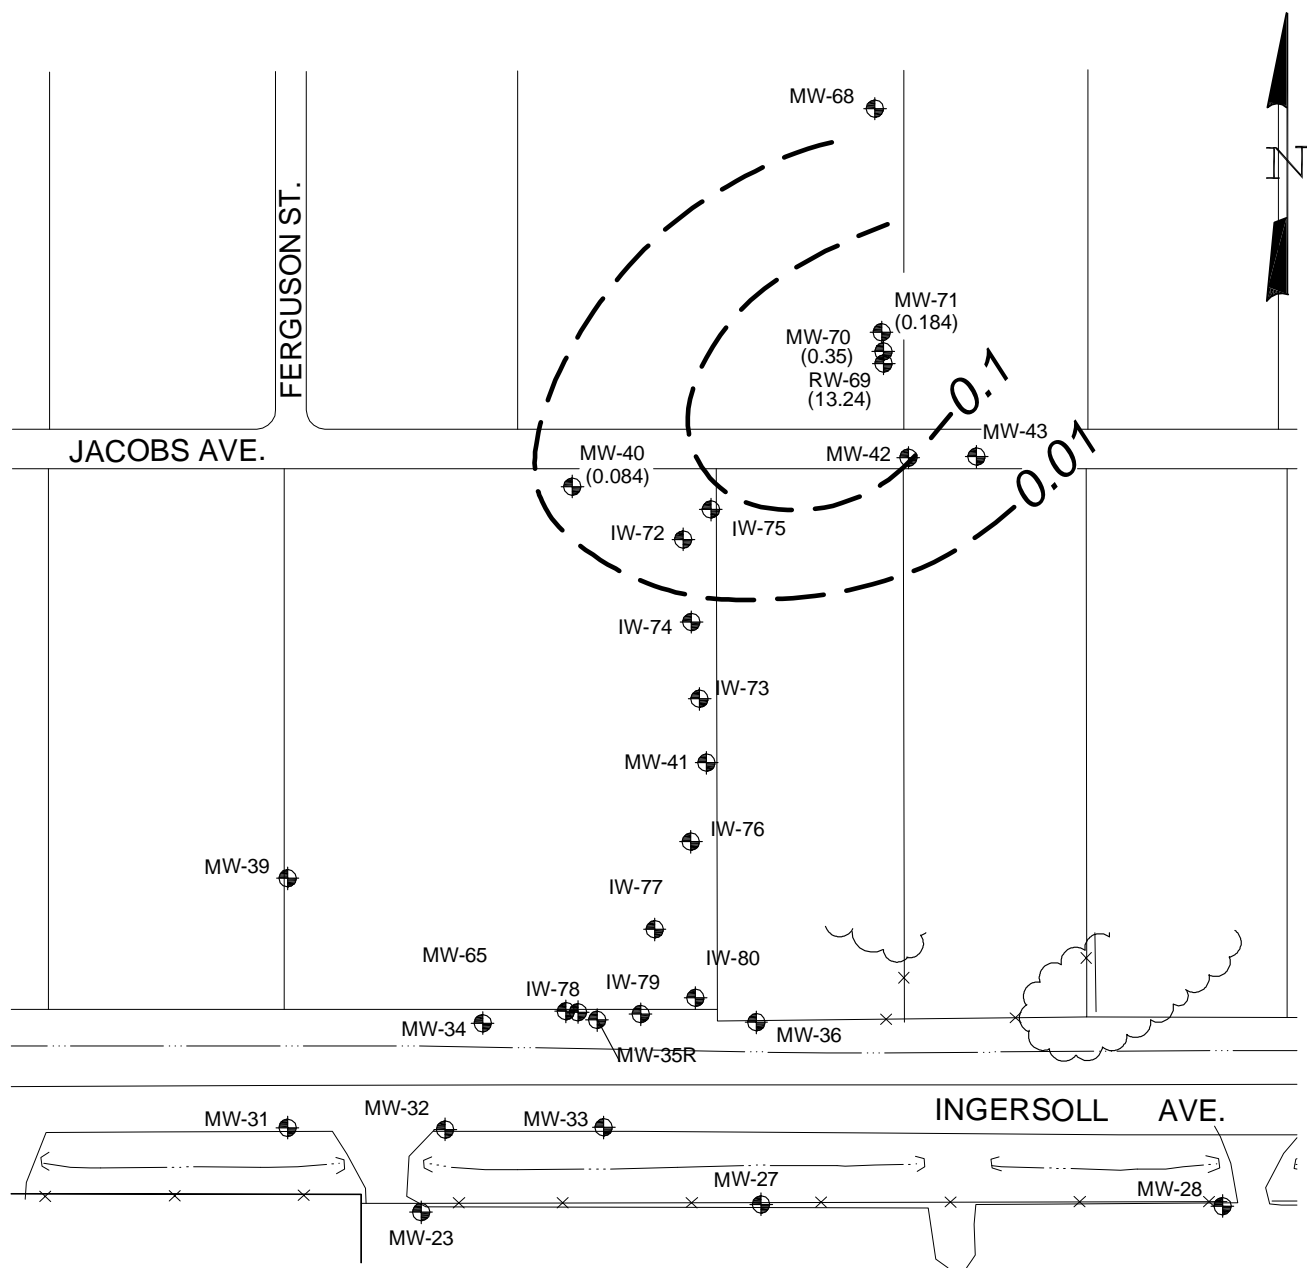 MW-68
N
FERGUSON ST.
MW-71
(0.184)
MW-70
(0.35)
RW-69
(13.24)
0.1
JACOBS AVE.
MW-40
(0.084)
MW-42
MW-43
0.01
IW-72
IW-75
IW-74
IW-73
MW-41
IW-76
MW-39
IW-77
MW-65
IW-80
IW-78
IW-79
MW-34
MW-36
MW-35R
MW-31
MW-32
MW-33
INGERSOLL AVE.
MW-27
MW-28
MW-23